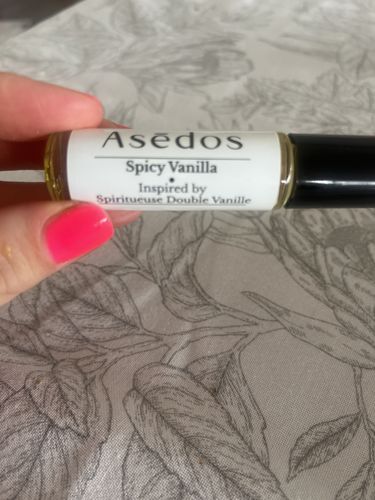 Asēdos
Spicy Vanilla
•
Inspired by
Spiritueuse Double Vanille